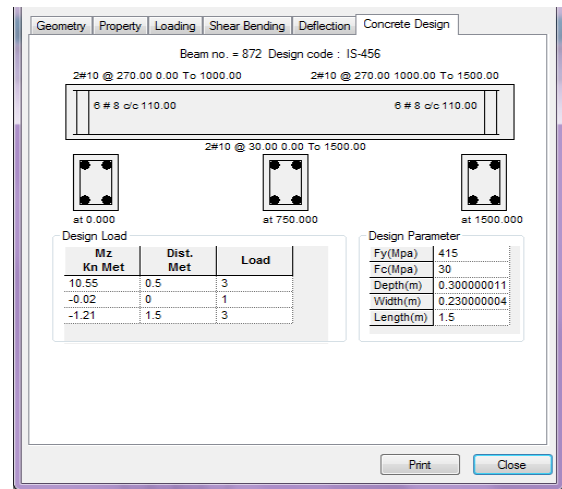 Geometry Property Loading Shear Bending Deflection Concrete Design
Beam no. = 872 Design code : IS-456
2#10 @ 270.00 0.00 To 1000.00 2#10 @ 270.00 1000.00 To 1500.00
6 # 8 c/c 110.00 6 # 8 c/c 110.00
2#10 @ 30.00 0.00 To 1500.00
at 0.000 at 750.000 at 1500.000
Design Load Design Parameter
Mz Dist. Load
Kn Met Met
10.55 0.5 3
-0.02 0 1
-1.21 1.5 3
Fy(Mpa) 415
Fc(Mpa) 30
Depth(m) 0.300000011
Width(m) 0.230000004
Length(m) 1.5
Print Close